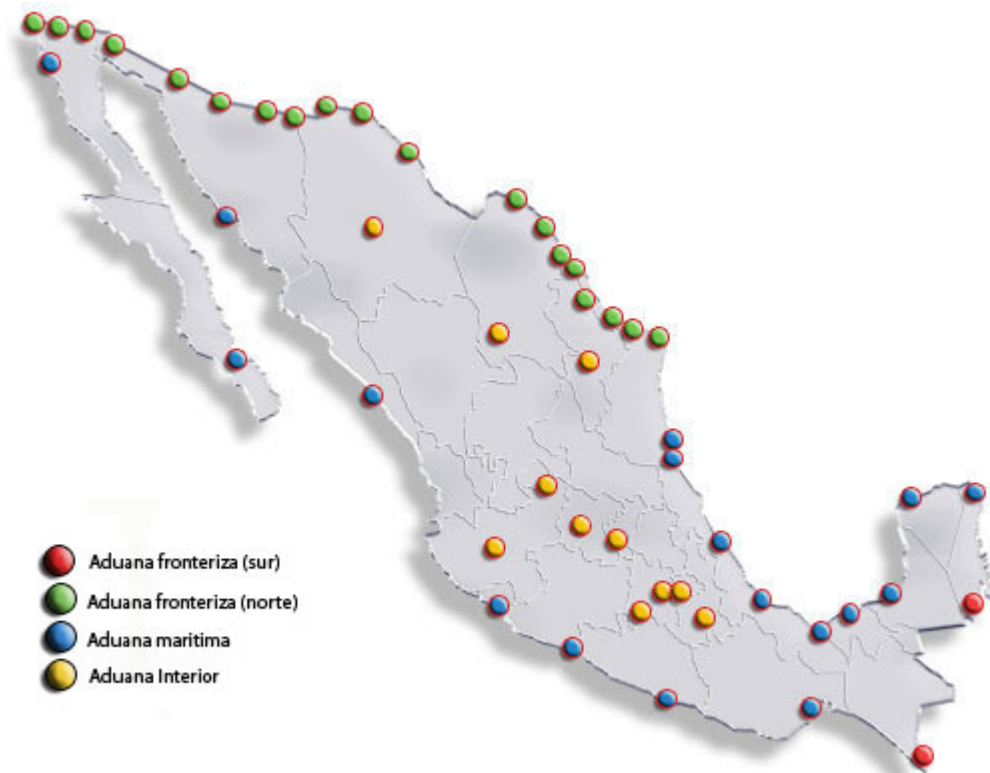 Aduana fronteriza (sur)
Aduana fronteriza (norte)
Aduana maritima
Aduana Interior